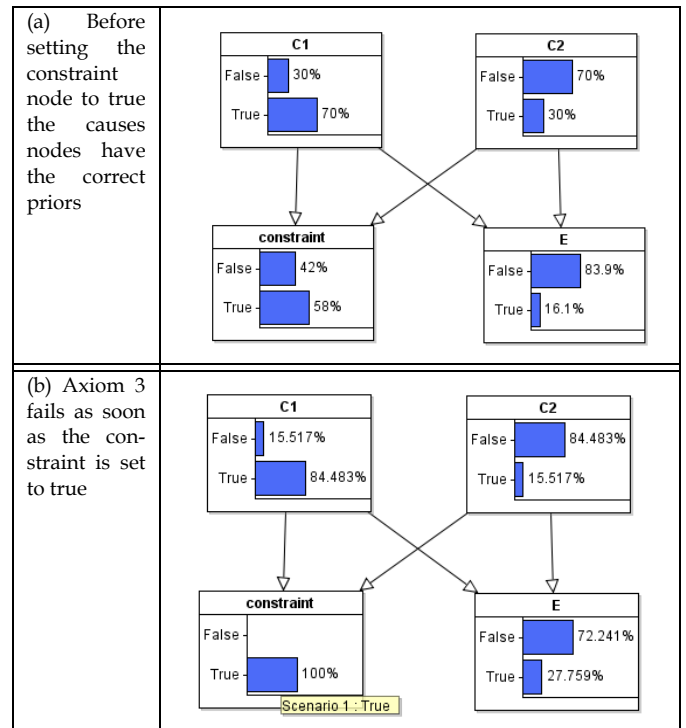 (a) Before
setting the
constraint
node to true
the causes
nodes have
the correct
priors
C1
False
30%
True
70%
C2
False
70%
True
30%
constraint
False
42%
True
58%
E
False
83.9%
True
16.1%
(b) Axiom 3
fails as soon
as the con-
straint is set
to true
C1
False
15.517%
True
84.483%
C2
False
84.483%
True
15.517%
constraint
False
True
100%
Scenario 1 : True
E
False
72.241%
True
27.759%